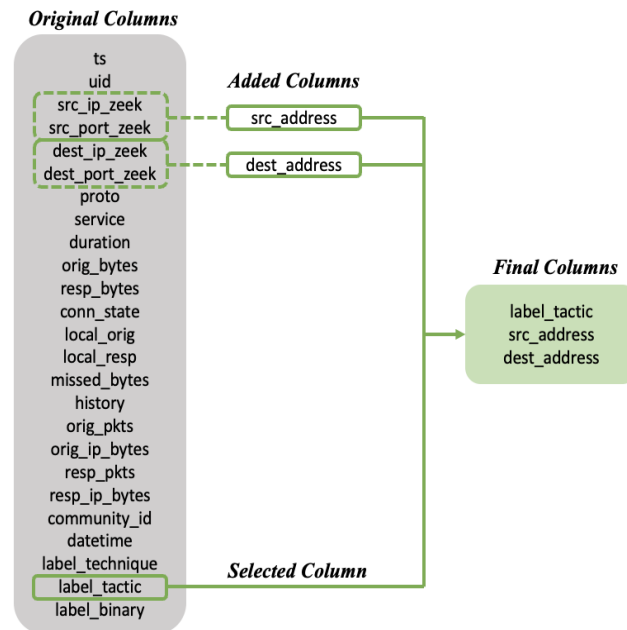 Original Columns
ts
uid
src_ip_zeek
src_port_zeek
dest_ip_zeek
dest_port_zeek
proto
service
duration
orig_bytes
resp_bytes
conn_state
local_orig
local_resp
missed_bytes
history
orig_pkts
orig_ip_bytes
resp_pkts
resp_ip_bytes
community_id
datetime
label_technique
label_tactic
label_binary
Added Columns
src_address
dest_address
Selected Column
Final Columns
label_tactic
src_address
dest_address